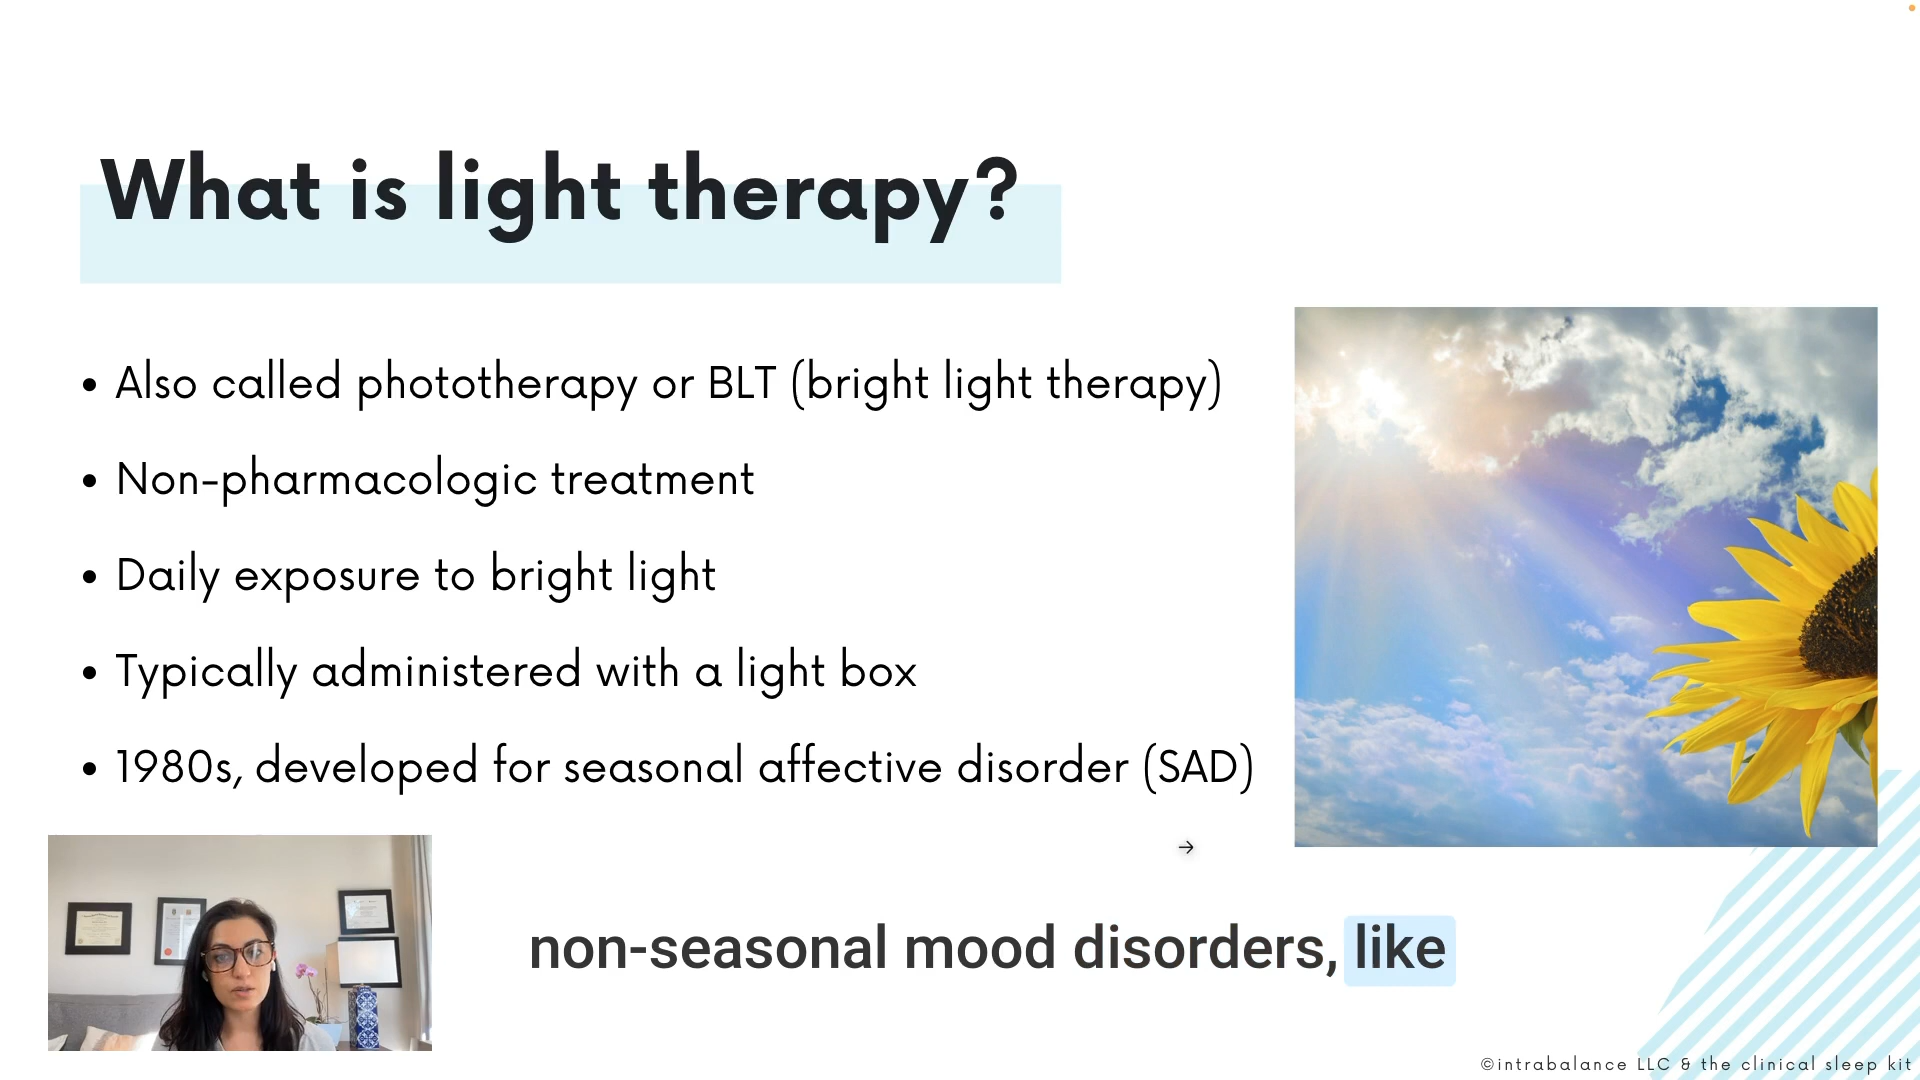 What is light therapy?
• Also called phototherapy or BLT (bright light therapy)
• Non-pharmacologic treatment
• Daily exposure to bright light
• Typically administered with a light box
• 1980s, developed for seasonal affective disorder (SAD)
non-seasonal mood disorders, like
©intrabalance LLC & the clinical sleep kit